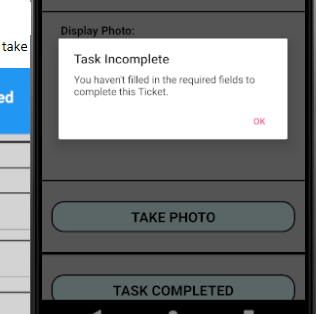 Display Photo:
take
Task Incomplete
You haven't filled in the required fields to
complete this Ticket.
ed
OK
TAKE PHOTO
TASK COMPLETED